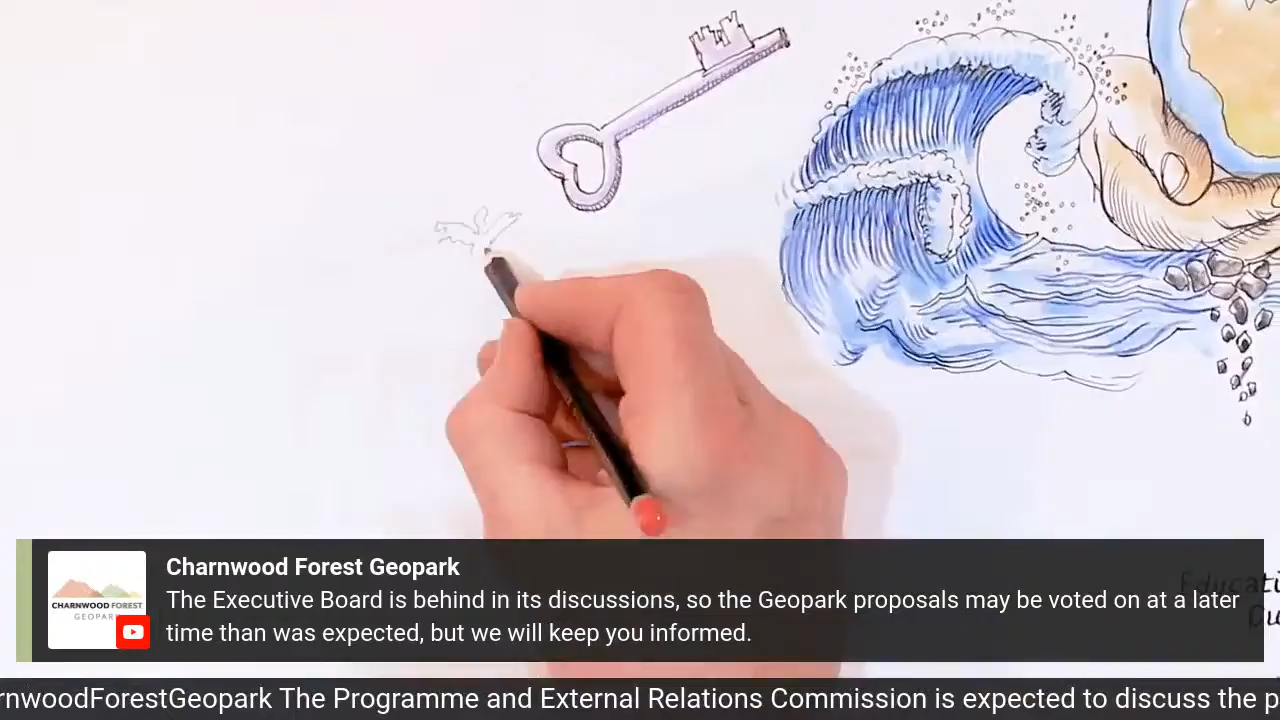 Charnwood Forest Geopark
The Executive Board is behind in its discussions, so the Geopark proposals may be voted on at a later
time than was expected, but we will keep you informed.
CHARNWOOD FOREST
GEOPARK
rnwoodForestGeopark The Programme and External Relations Commission is expected to discuss the p